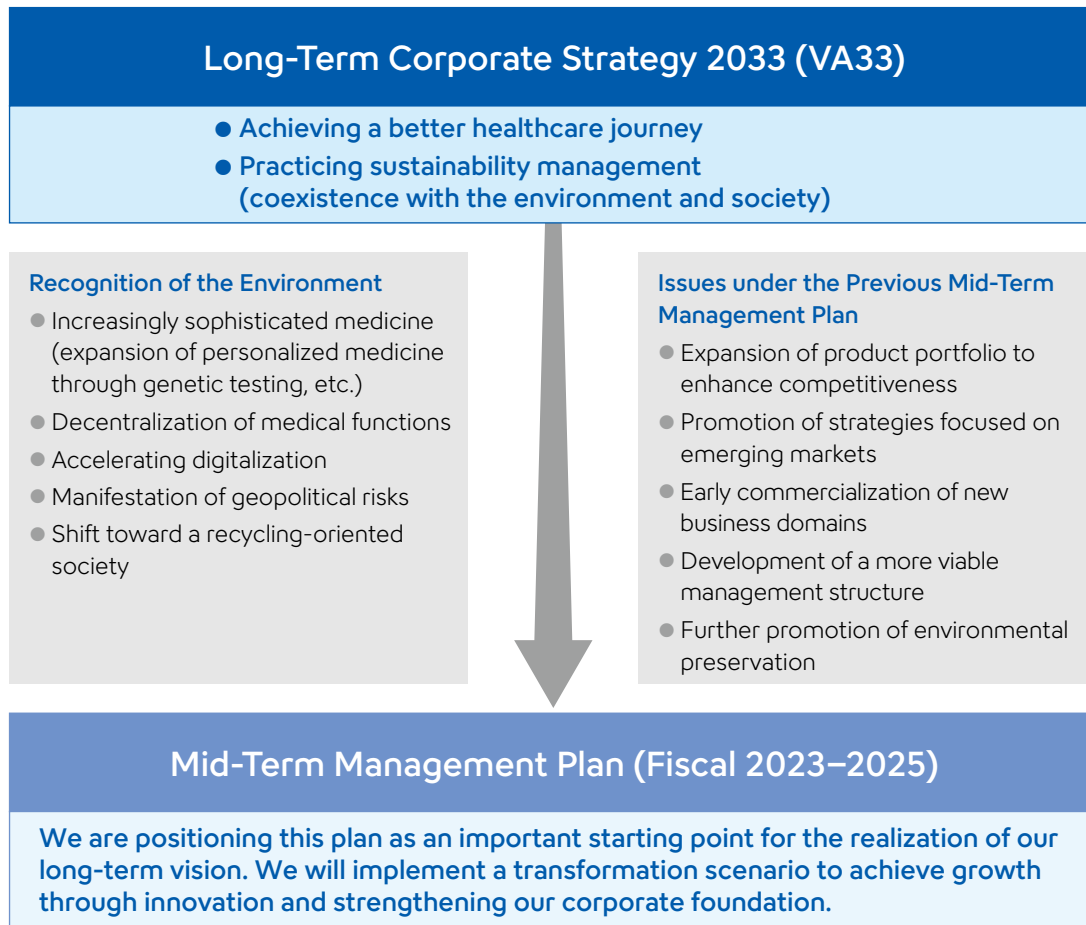 Long-Term Corporate Strategy 2033 (VA33)
● Achieving a better healthcare journey
● Practicing sustainability management
(coexistence with the environment and society)
Recognition of the Environment
● Increasingly sophisticated medicine
(expansion of personalized medicine
through genetic testing, etc.)
● Decentralization of medical functions
● Accelerating digitalization
● Manifestation of geopolitical risks
● Shift toward a recycling-oriented
society
Issues under the Previous Mid-Term
Management Plan
● Expansion of product portfolio to
enhance competitiveness
● Promotion of strategies focused on
emerging markets
● Early commercialization of new
business domains
● Development of a more viable
management structure
● Further promotion of environmental
preservation
Mid-Term Management Plan (Fiscal 2023–2025)
We are positioning this plan as an important starting point for the realization of our
long-term vision. We will implement a transformation scenario to achieve growth
through innovation and strengthening our corporate foundation.